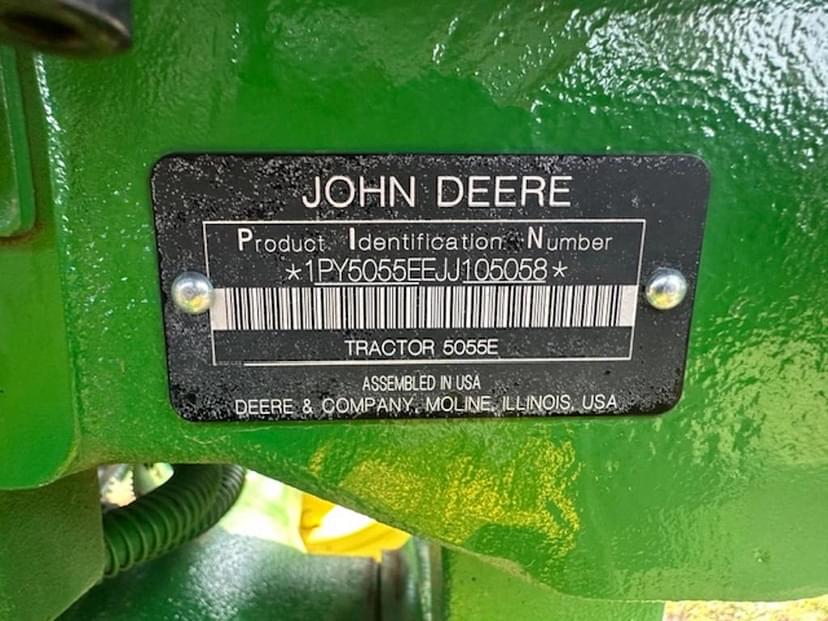 JOHN DEERE
Product Identification Number
*1PY5055EEJJ105058*
TRACTOR 5055E
ASSEMBLED IN USA
DEERE & COMPANY, MOLINE, ILLINOIS, USA